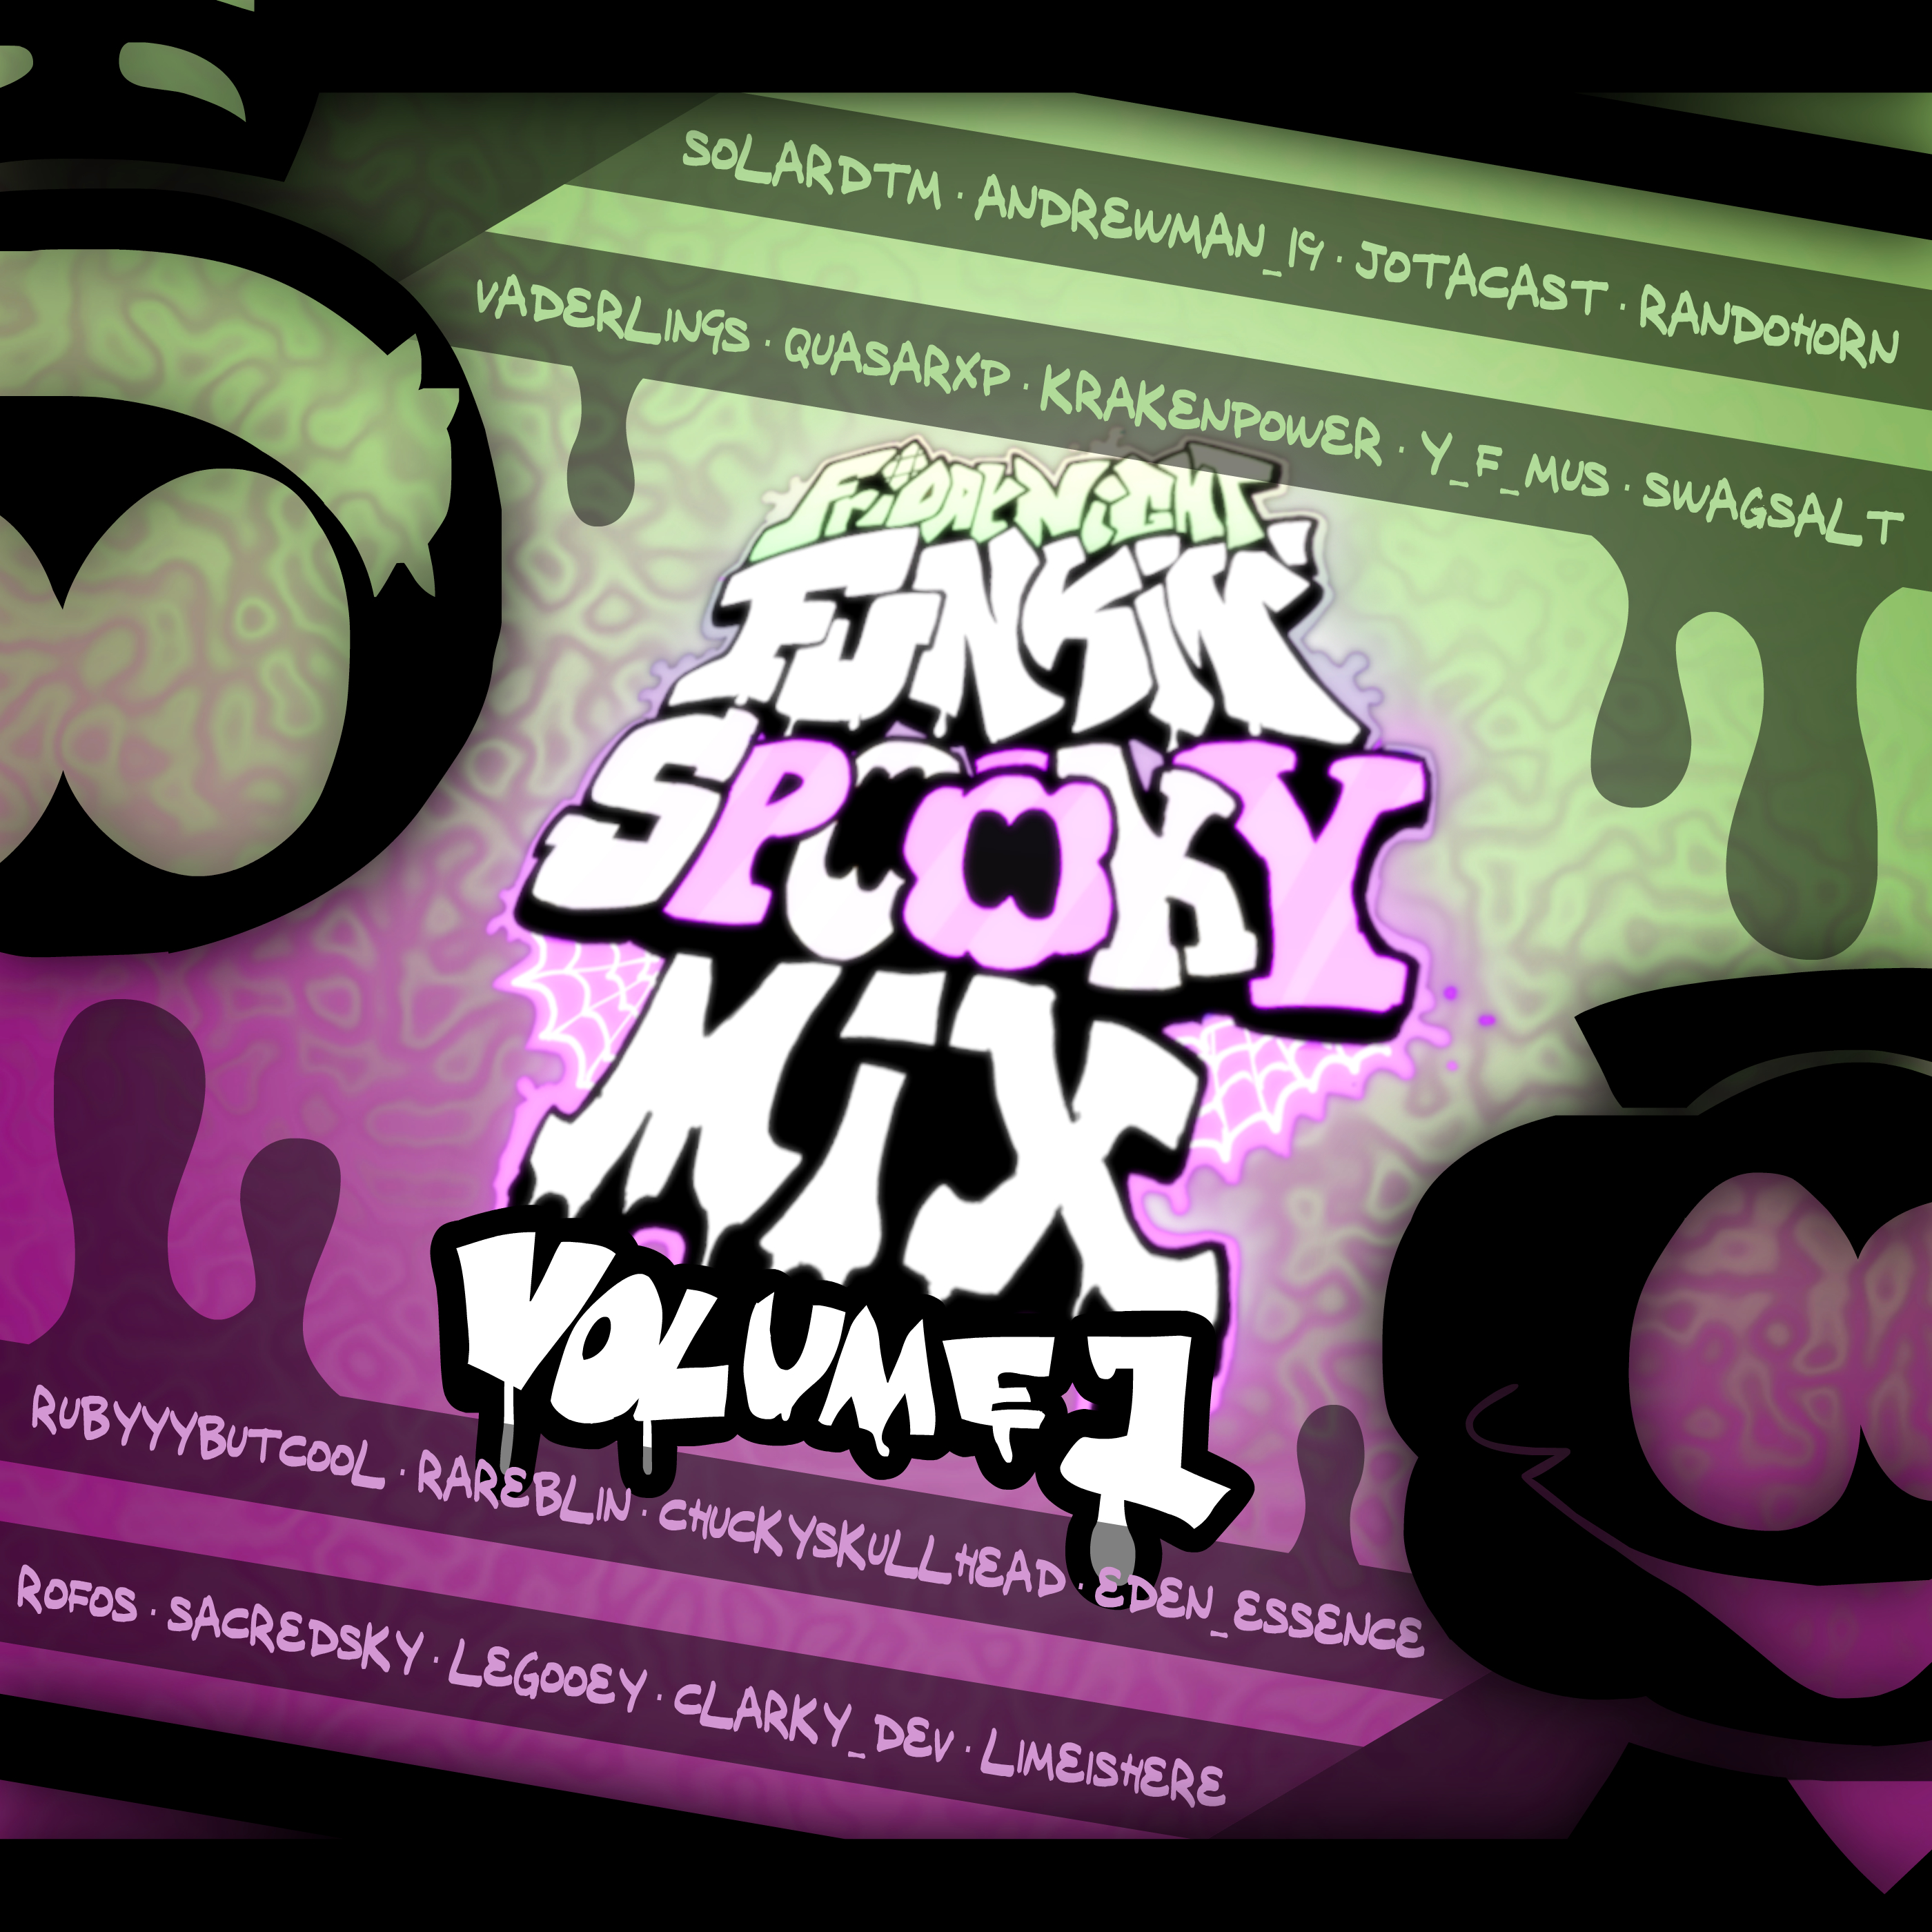 SOLARDTM · ANDREWMAN_19 · JOTACAST · RANDOHORN
VADERLINGS · QUASARXP · KRAKENPOWER · Y_F_MUS · SWAGSALT
FRIDAY NIGHT
FUNKIN
SPOOKY
MIX
VOLUME 1
RUBYYYBUTCOOL · RAREBLIN · CHUCKYSKULLHEAD · EDEN_ESSENCE
ROFOS · SACREDSKY · LEGOOEY · CLARKY_DEV · LIMEISHERE